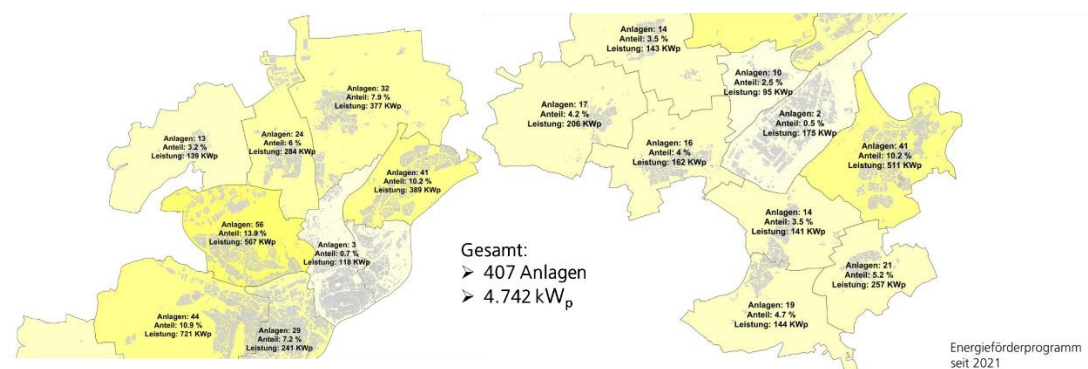 Anlagen: 32
Anteil: 7.9 %
Leistung: 377 KWp
Anlagen: 13
Anteil: 3.2 %
Leistung: 139 KWp
Anlagen: 24
Anteil: 6 %
Leistung: 284 KWp
Anlagen: 41
Anteil: 10.2 %
Leistung: 389 KWp
Anlagen: 56
Anteil: 13.9 %
Leistung: 567 KWp
Anlagen: 3
Anteil: 0.7 %
Leistung: 118 KWp
Anlagen: 44
Anteil: 10.9 %
Leistung: 721 KWp
Anlagen: 29
Anteil: 7.2 %
Leistung: 241 KWp
Gesamt:
➢ 407 Anlagen
➢ 4.742 kWp
Anlagen: 14
Anteil: 3.5 %
Leistung: 143 KWp
Anlagen: 10
Anteil: 2.5 %
Leistung: 95 KWp
Anlagen: 17
Anteil: 4.2 %
Leistung: 206 KWp
Anlagen: 2
Anteil: 0.5 %
Leistung: 175 KWp
Anlagen: 16
Anteil: 4 %
Leistung: 162 KWp
Anlagen: 41
Anteil: 10.2 %
Leistung: 511 KWp
Anlagen: 14
Anteil: 3.5 %
Leistung: 141 KWp
Anlagen: 21
Anteil: 5.2 %
Leistung: 257 KWp
Anlagen: 19
Anteil: 4.7 %
Leistung: 144 KWp
Energieförderprogramm
seit 2021